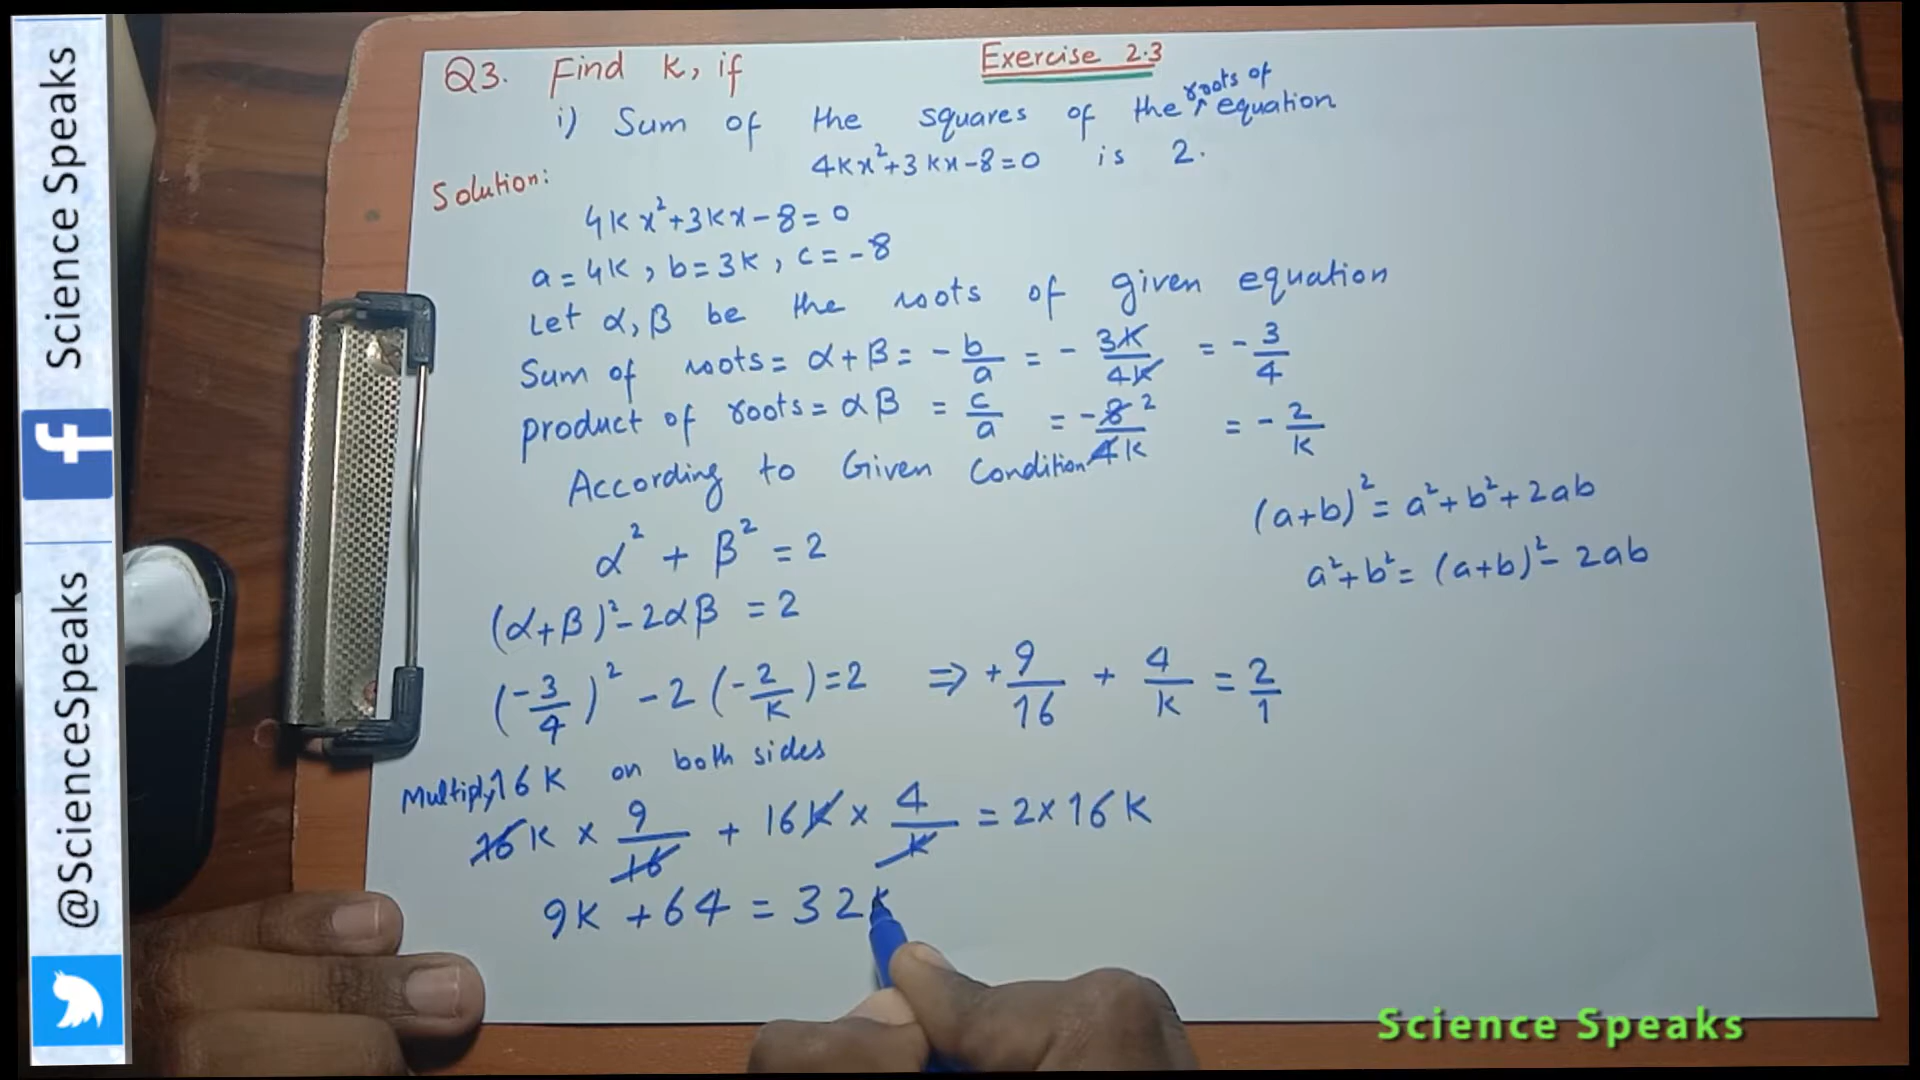 Science Speaks
@ScienceSpeaks
Q3. Find k, if
Exercise 2.3
i) Sum of the squares of the roots of equation
4kx²+3kx-8=0 is 2.
Solution:
4kx²+3kx-8=0
a=4k, b=3k, c=-8
Let α, β be the roots of given equation
Sum of roots= α+β= -b/a = -3k/4k = -3/4
product of roots= αβ = c/a = -8²/4k = -2/k
According to Given Condition
α² + β² = 2
(a+b)²= a²+b²+2ab
a²+b²= (a+b)²-2ab
(α+β)²-2αβ = 2
(-3/4)² -2(-2/k)=2 ⇒ +9/16 + 4/k = 2/1
Multiply 16k on both sides
16k × 9/16 + 16k × 4/k = 2×16k
9k +64 = 32k
Science Speaks